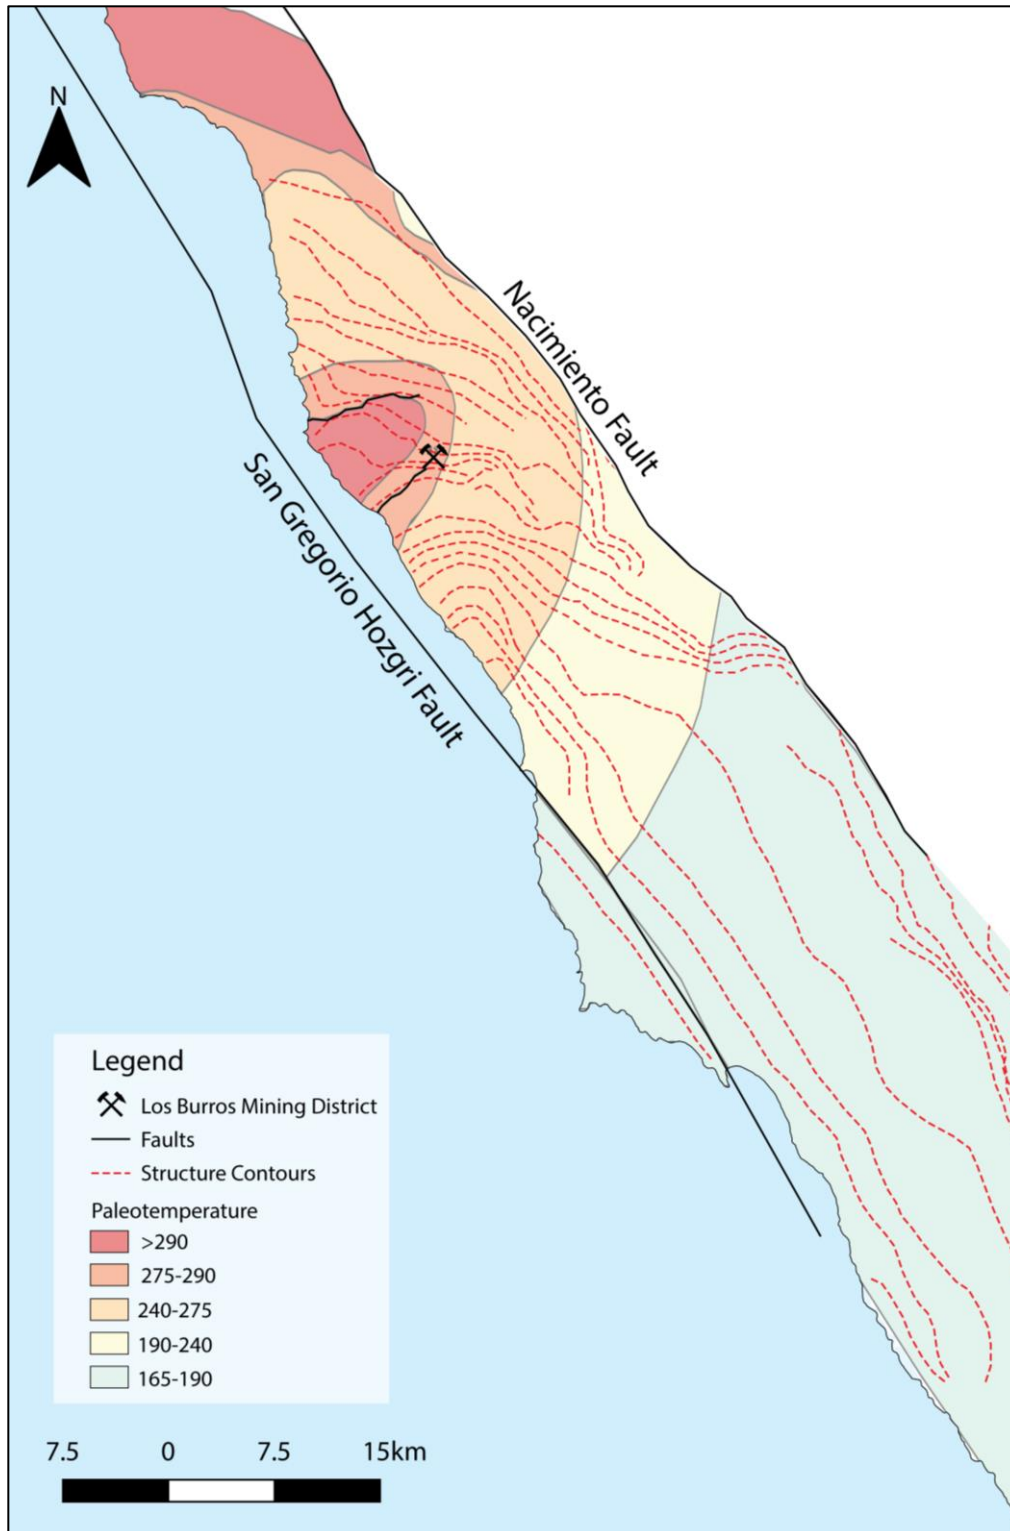 N
Nacimiento Fault
San Gregorio Hozgri Fault
Legend
Los Burros Mining District
Faults
Structure Contours
Paleotemperature
>290
275-290
240-275
190-240
165-190
7.5 0 7.5 15km